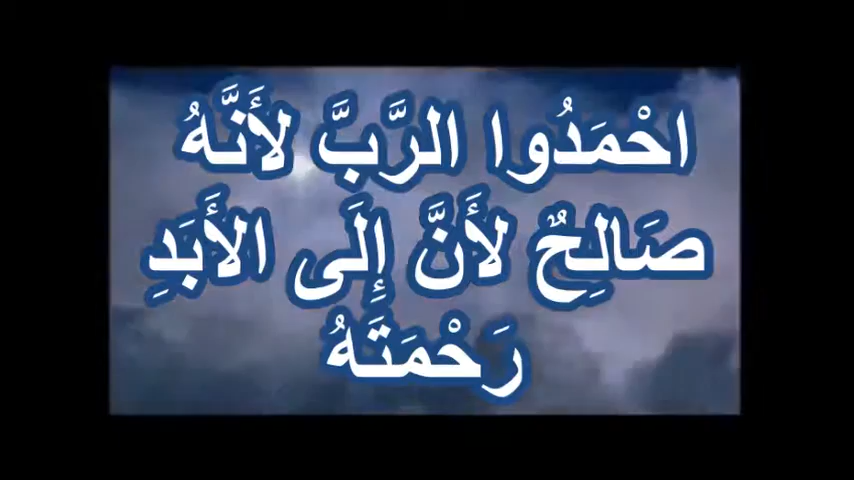 احْمَدُوا الرَّبَّ لأَنَّهُ
صَالِحٌ لأَنَّ إِلَى الأَبَدِ
رَحْمَتَهُ